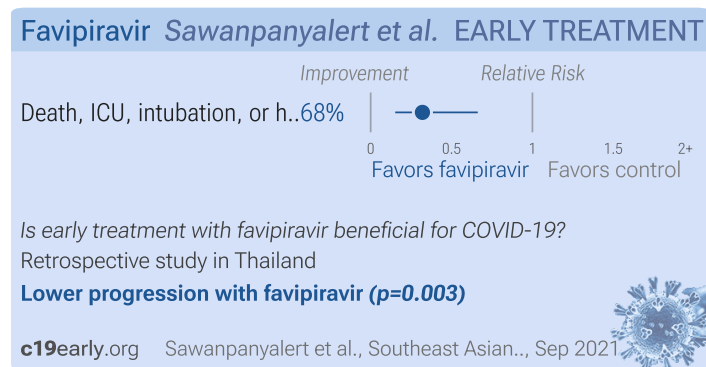 Favipiravir Sawanpanyalert et al. EARLY TREATMENT
Improvement Relative Risk
Death, ICU, intubation, or h..68%
0 0.5 1 1.5 2+
Favors favipiravir Favors control
Is early treatment with favipiravir beneficial for COVID-19?
Retrospective study in Thailand
Lower progression with favipiravir (p=0.003)
c19early.org Sawanpanyalert et al., Southeast Asian.., Sep 2021